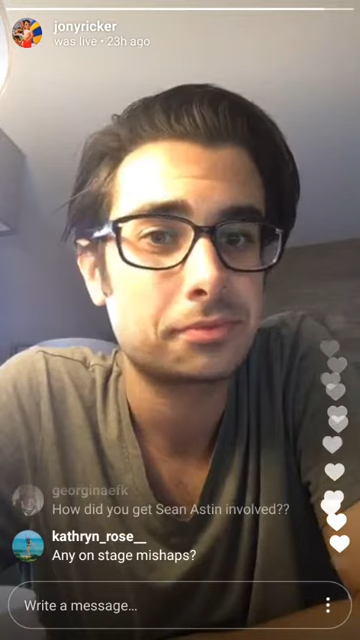 jonyricker
was live • 23h ago
georginaefk
How did you get Sean Astin involved??
kathryn_rose__
Any on stage mishaps?
Write a message...